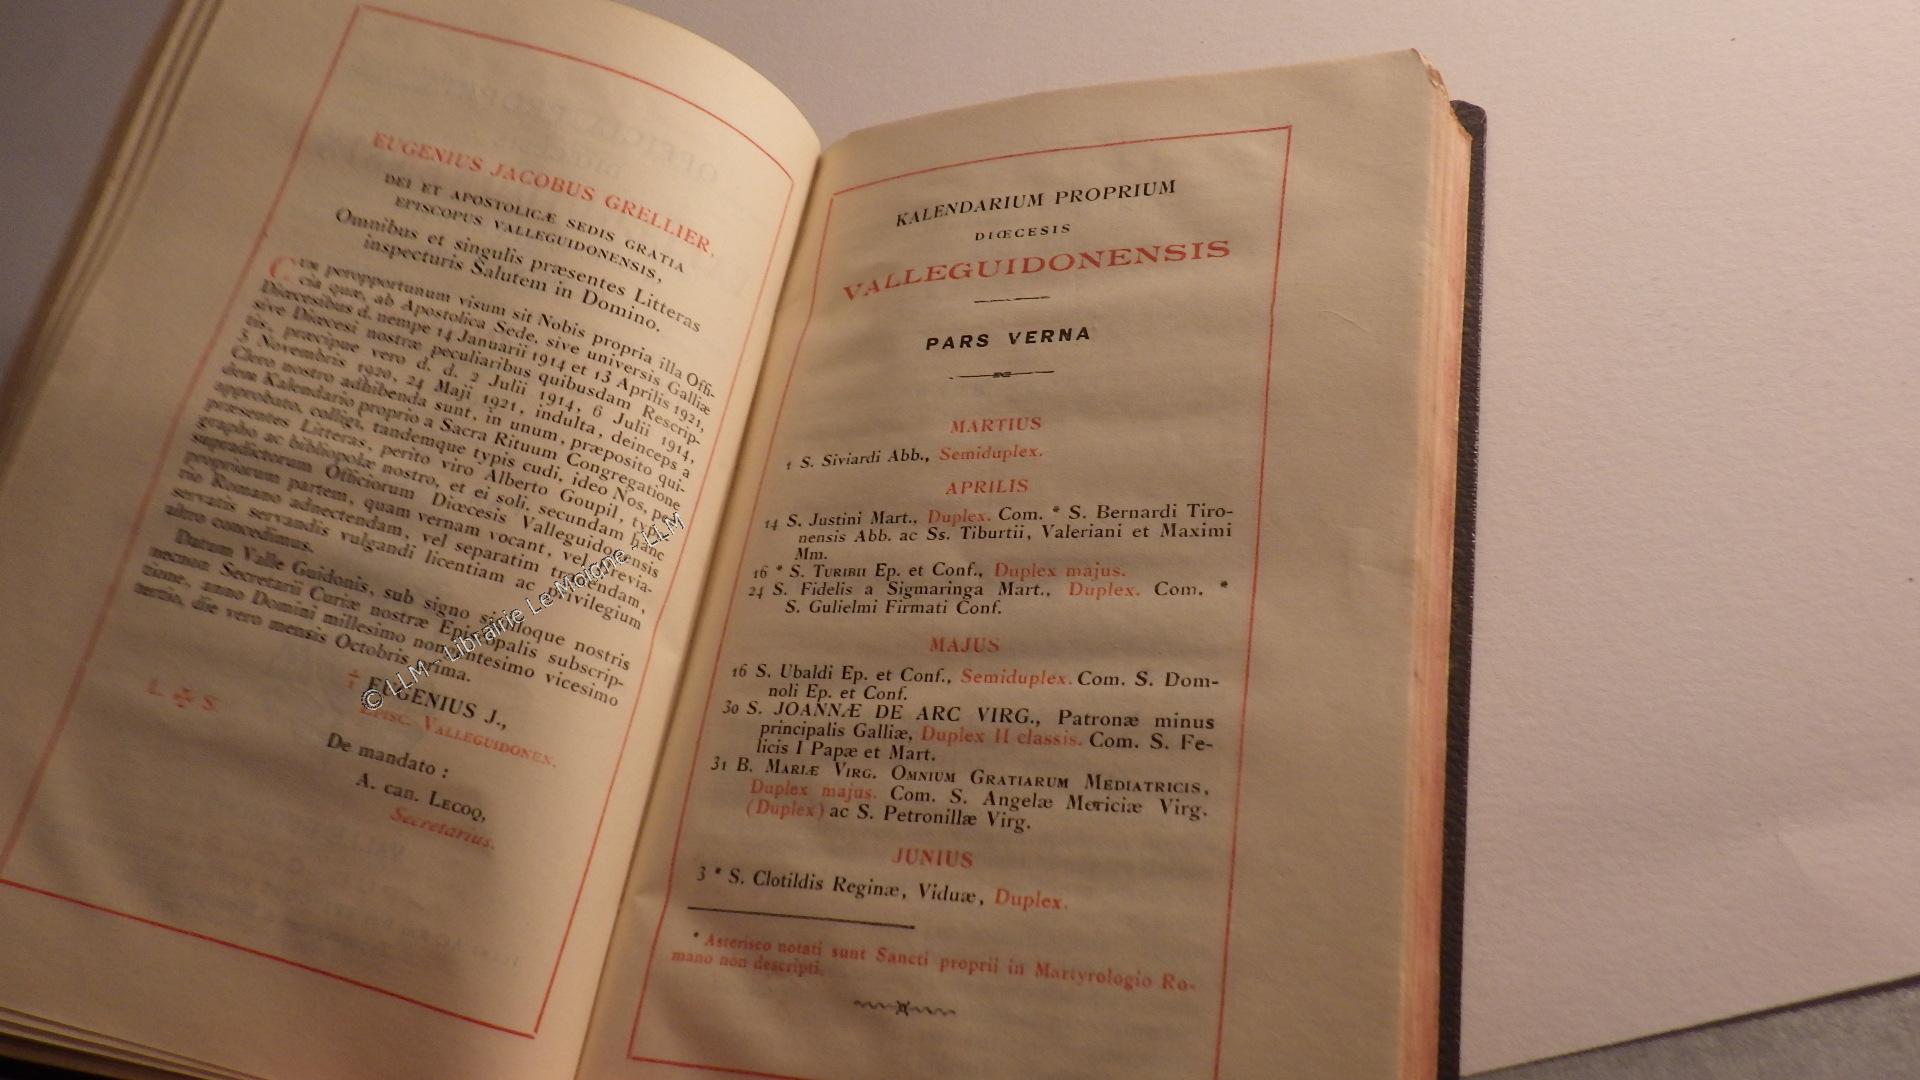 EUGENIUS JACOBUS GRELLIER,
DEI ET APOSTOLICÆ SEDIS GRATIA
EPISCOPUS VALLEGUIDONENSIS,
Omnibus et singulis præsentes Litteras
inspecturis Salutem in Domino.
Cum peropportunum visum sit Nobis propria illa Offi-
cia quæ, ab Apostolica Sede, sive universis Galliæ
Diœcesibus d. nempe 14 Januarii 1914 et 13 Aprilis 1921,
sive Diœcesi nostræ peculiaribus quibusdam Rescrip-
tis, præcipue vero d. d. 2 Julii 1914, 6 Julii 1914,
5 Novembris 1920, 24 Maji 1921, indulta, deinceps a
Clero nostro adhibenda sunt, in unum, præposito qui-
dem Kalendario proprio a Sacra Rituum Congregatione
approbato, colligi, tandemque typis cudi, ideo Nos, per
præsentes Litteras, perito viro Alberto Goupil, typo-
grapho ac bibliopolæ nostro, et ei soli, secundam hanc
supradictorum Officiorum Diœcesis Valleguidonensis
propriorum partem, quam vernam vocant, vel Brevia-
rio Romano adnectendam, vel separatim tradendam,
servatis servandis vulgandi licentiam ac privilegium
ultro concedimus.
Datum Valle Guidonis, sub signo sigilloque nostris
necnon Secretarii Curiæ nostræ Episcopalis subscrip-
tione, anno Domini millesimo nongentesimo vicesimo
tertio, die vero mensis Octobris prima.
† EUGENIUS J.,
L. ✠ S.
Episc. Valleguidonen.
De mandato :
A. can. Lecoq,
Secretarius.
© LLM - Librairie Le Moigne - LLM
KALENDARIUM PROPRIUM
DIŒCESIS
VALLEGUIDONENSIS
PARS VERNA
MARTIUS
1 S. Siviardi Abb., Semiduplex.
APRILIS
14 S. Justini Mart., Duplex. Com. * S. Bernardi Tiro-
nensis Abb. ac Ss. Tiburtii, Valeriani et Maximi
Mm.
16 * S. Turibii Ep. et Conf., Duplex majus.
24 S. Fidelis a Sigmaringa Mart., Duplex. Com. *
S. Gulielmi Firmati Conf.
MAJUS
16 S. Ubaldi Ep. et Conf., Semiduplex. Com. S. Dom-
noli Ep. et Conf.
30 S. JOANNÆ DE ARC VIRG., Patronæ minus
principalis Galliæ, Duplex II classis. Com. S. Fe-
licis I Papæ et Mart.
31 B. Mariæ Virg. Omnium Gratiarum Mediatricis,
Duplex majus. Com. S. Angelæ Mericiæ Virg.
(Duplex) ac S. Petronillæ Virg.
JUNIUS
3 * S. Clotildis Reginæ, Viduæ, Duplex.
* Asterisco notati sunt Sancti proprii in Martyrologio Ro-
mano non descripti.